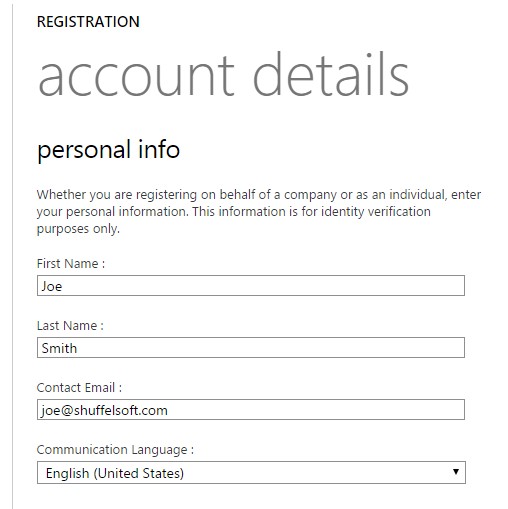 REGISTRATION
account details
personal info
Whether you are registering on behalf of a company or as an individual, enter
your personal information. This information is for identity verification
purposes only.
First Name :
Joe
Last Name :
Smith
Contact Email :
joe@shuffelsoft.com
Communication Language :
English (United States)